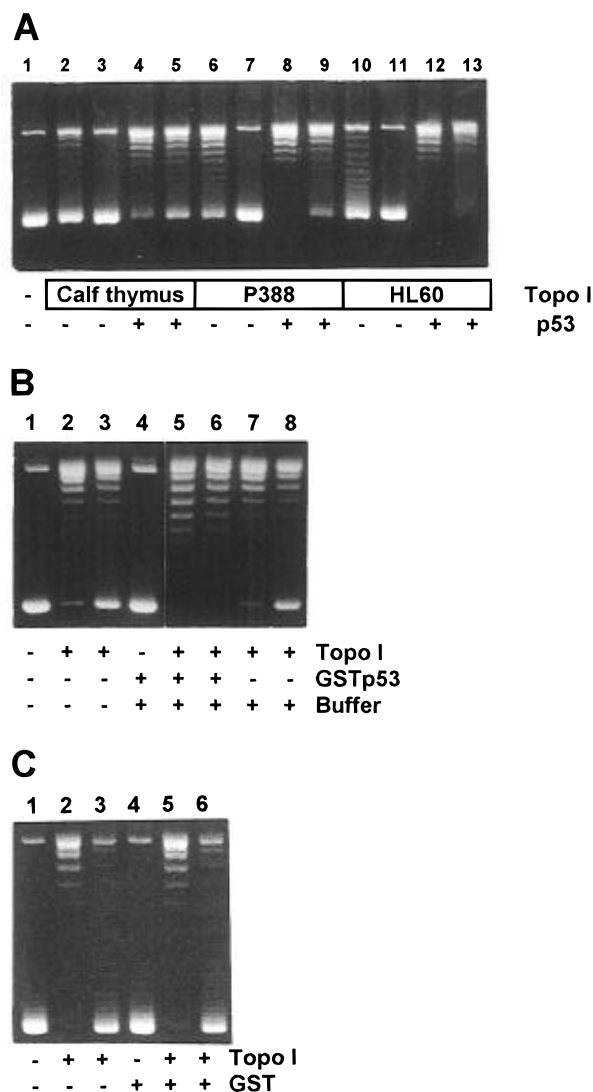 A
1 2 3 4 5 6 7 8 9 10 11 12 13
- Calf thymus P388 HL60 Topo I
- - - + + - - + + - - + + p53
B
1 2 3 4 5 6 7 8
- + + - + + + + Topo I
- - - + + + - - GSTp53
- - - + + + + + Buffer
C
1 2 3 4 5 6
- + + - + + Topo I
- - - + + + GST